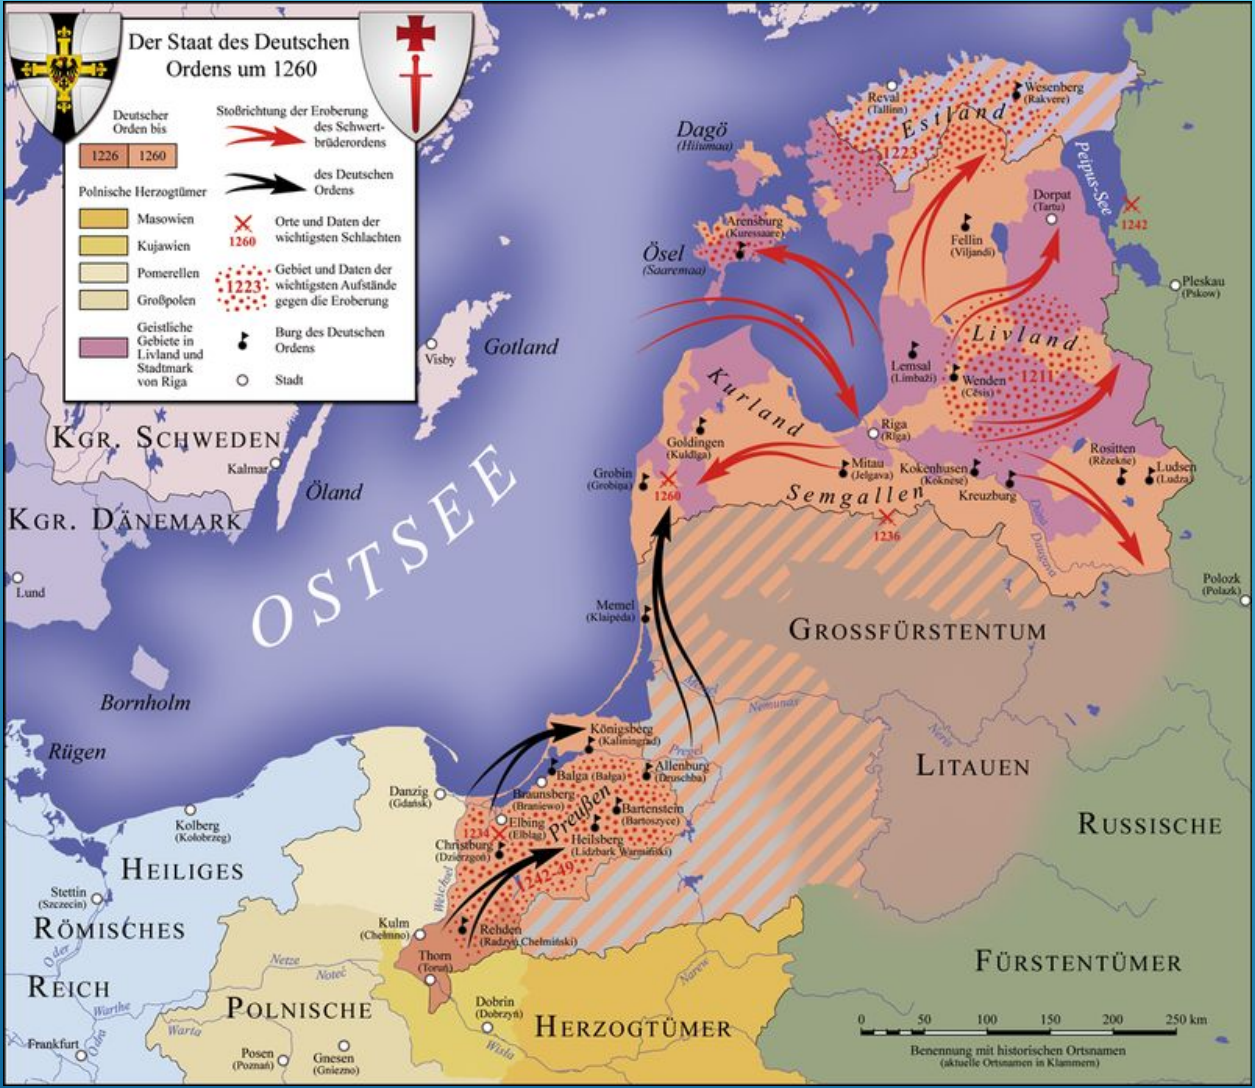 Der Staat des Deutschen
Ordens um 1260
Deutscher
Orden bis
1226
1260
Polnische Herzogtümer
Masowien
Kujawien
Pomerellen
Großpolen
Geistliche
Gebiete in
Livland und
Stadtmark
von Riga
Stoßrichtung der Eroberung
des Schwert-
brüderordens
des Deutschen
Ordens
Orte und Daten der
wichtigsten Schlachten
1260
Gebiet und Daten der
wichtigsten Aufstände
gegen die Eroberung
1223
Burg des Deutschen
Ordens
Stadt
Reval
(Tallinn)
Wesenberg
(Rakvere)
Estland
1223
Dagö
(Hiiumaa)
Peipus-See
1242
Dorpat
(Tartu)
Arensburg
(Kuressaare)
Ösel
(Saaremaa)
Fellin
(Viljandi)
Pleskau
(Pskow)
Visby
Gotland
Livland
1211
Lemsal
(Limbaži)
Wenden
(Cēsis)
Kurland
Riga
(Rīga)
Goldingen
(Kuldīga)
Grobin
(Grobiņa)
1260
Mitau
(Jelgava)
Kokenhusen
(Koknese)
Kreuzburg
Rositten
(Rēzekne)
Ludsen
(Ludza)
Semgallen
1236
Düna
Daugava
Polozk
(Polazk)
KGR. SCHWEDEN
Kalmar
Öland
KGR. DÄNEMARK
Lund
OSTSEE
Bornholm
Rügen
Memel
(Klaipėda)
GROSSFÜRSTENTUM
LITAUEN
Memel
Nemunas
Neris
RUSSISCHE
FÜRSTENTÜMER
Königsberg
(Kaliningrad)
Pregel
Balga (Bałga)
Allenburg
(Druschba)
Braunsberg
(Braniewo)
Preußen
Bartenstein
(Bartoszyce)
Danzig
(Gdańsk)
Elbing
(Elbląg)
1234
Heilsberg
(Lidzbark Warmiński)
Christburg
(Dzierzgoń)
1242-49
Weichsel
Kolberg
(Kołobrzeg)
HEILIGES
RÖMISCHES
REICH
Stettin
(Szczecin)
Oder
Kulm
(Chełmno)
Rehden
(Radzyń Chełmiński)
Thorn
(Toruń)
Netze
Noteć
Warthe
Warta
Odra
Frankfurt
POLNISCHE
HERZOGTÜMER
Posen
(Poznań)
Gnesen
(Gniezno)
Dobrin
(Dobrzyń)
Wisła
Narew
0
50
100
150
200
250 km
Benennung mit historischen Ortsnamen
(aktuelle Ortsnamen in Klammern)